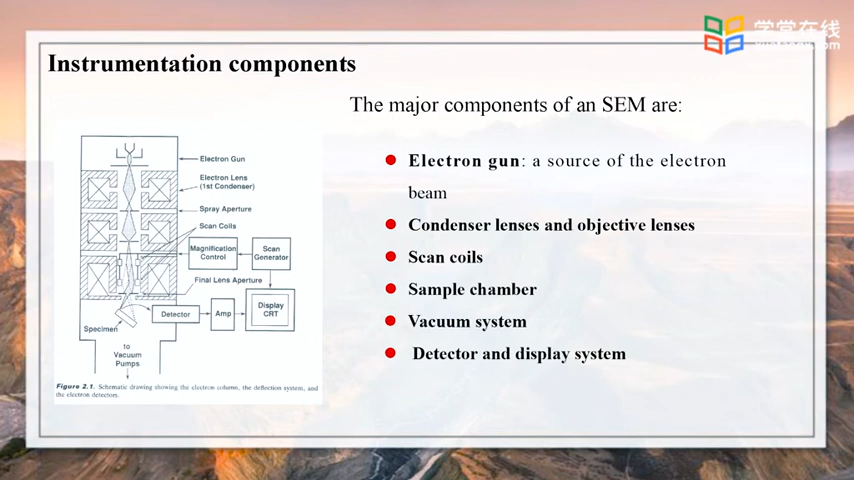 学堂在线
xuetangx.com
Instrumentation components
The major components of an SEM are:
Electron gun: a source of the electron
beam
Condenser lenses and objective lenses
Scan coils
Sample chamber
Vacuum system
Detector and display system
Electron Gun
Electron Lens
(1st Condenser)
Spray Aperture
Scan Coils
Magnification
Control
Scan
Generator
Final Lens Aperture
Display
CRT
Detector
Amp
Specimen
to
Vacuum
Pumps
Figure 2.1. Schematic drawing showing the electron column, the deflection system, and
the electron detectors.